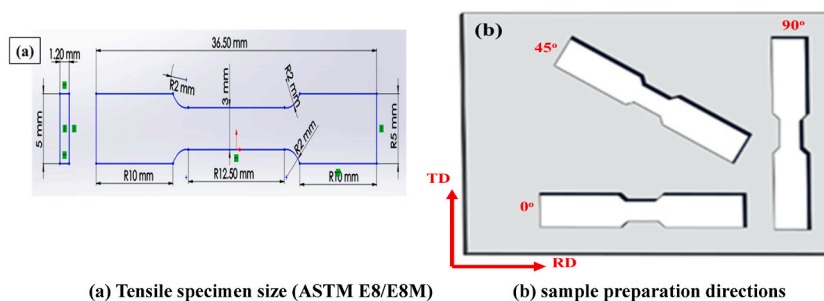 (a)
1.20 mm
36.50 mm
R2 mm
R2 mm
3 mm
5 mm
R5 mm
R2 mm
R10 mm
R12.50 mm
R10 mm
(b)
45°
90°
0°
TD
RD
(a) Tensile specimen size (ASTM E8/E8M)
(b) sample preparation directions